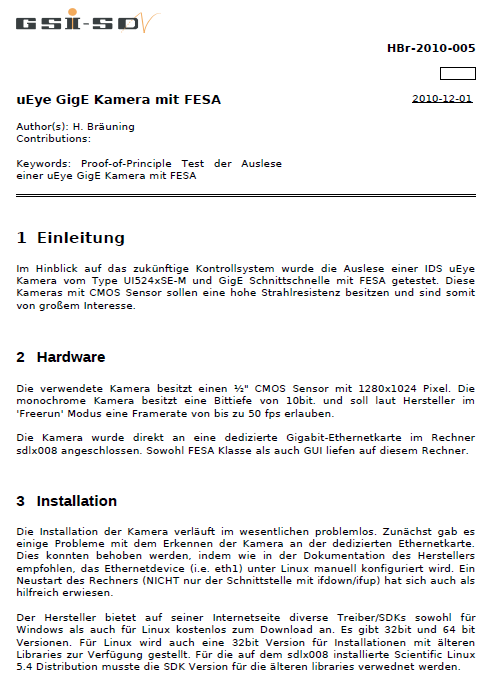 GSI-SD
HBr-2010-005
uEye GigE Kamera mit FESA
2010-12-01
Author(s): H. Bräuning
Contributions:
Keywords: Proof-of-Principle Test der Auslese
einer uEye GigE Kamera mit FESA
1 Einleitung
Im Hinblick auf das zukünftige Kontrollsystem wurde die Auslese einer IDS uEye
Kamera vom Type UI524xSE-M und GigE Schnittschnelle mit FESA getestet. Diese
Kameras mit CMOS Sensor sollen eine hohe Strahlresistenz besitzen und sind somit
von großem Interesse.
2 Hardware
Die verwendete Kamera besitzt einen ½" CMOS Sensor mit 1280x1024 Pixel. Die
monochrome Kamera besitzt eine Bittiefe von 10bit. und soll laut Hersteller im
'Freerun' Modus eine Framerate von bis zu 50 fps erlauben.
Die Kamera wurde direkt an eine dedizierte Gigabit-Ethernetkarte im Rechner
sdlx008 angeschlossen. Sowohl FESA Klasse als auch GUI liefen auf diesem Rechner.
3 Installation
Die Installation der Kamera verläuft im wesentlichen problemlos. Zunächst gab es
einige Probleme mit dem Erkennen der Kamera an der dedizierten Ethernetkarte.
Dies konnten behoben werden, indem wie in der Dokumentation des Herstellers
empfohlen, das Ethernetdevice (i.e. eth1) unter Linux manuell konfiguriert wird. Ein
Neustart des Rechners (NICHT nur der Schnittstelle mit ifdown/ifup) hat sich auch als
hilfreich erwiesen.
Der Hersteller bietet auf seiner Internetseite diverse Treiber/SDKs sowohl für
Windows als auch für Linux kostenlos zum Download an. Es gibt 32bit und 64 bit
Versionen. Für Linux wird auch eine 32bit Version für Installationen mit älteren
Libraries zur Verfügung gestellt. Für die auf dem sdlx008 installierte Scientific Linux
5.4 Distribution musste die SDK Version für die älteren libraries verwednet werden.